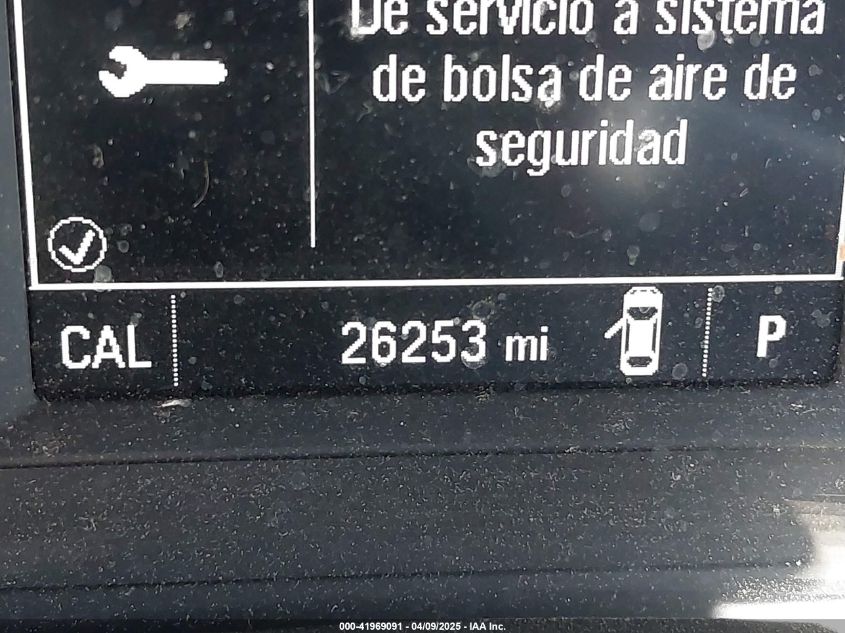 De servicio a sistema
de bolsa de aire de
seguridad
CAL
26253 mi
P
000-41969091 - 04/09/2025 - IAA Inc.